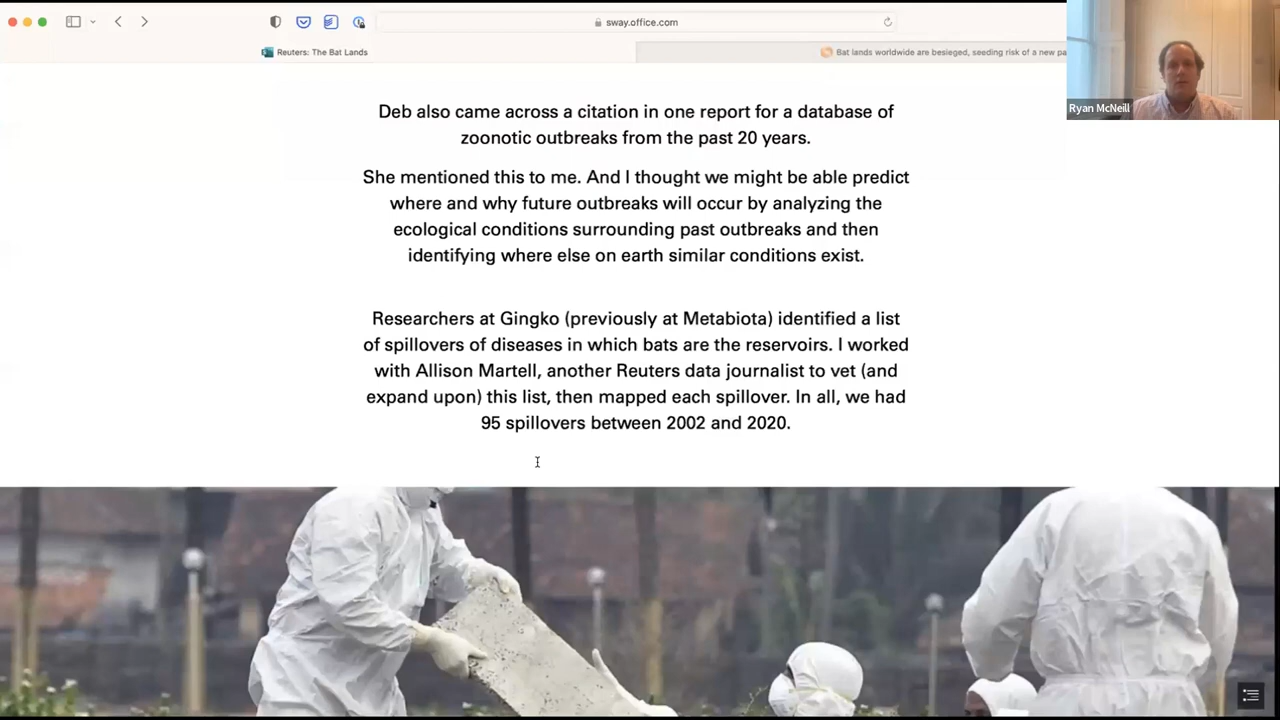 sway.office.com
Reuters: The Bat Lands
Bat lands worldwide are besieged, seeding risk of a new pa
Ryan McNeill
Deb also came across a citation in one report for a database of
zoonotic outbreaks from the past 20 years.
She mentioned this to me. And I thought we might be able predict
where and why future outbreaks will occur by analyzing the
ecological conditions surrounding past outbreaks and then
identifying where else on earth similar conditions exist.
Researchers at Gingko (previously at Metabiota) identified a list
of spillovers of diseases in which bats are the reservoirs. I worked
with Allison Martell, another Reuters data journalist to vet (and
expand upon) this list, then mapped each spillover. In all, we had
95 spillovers between 2002 and 2020.